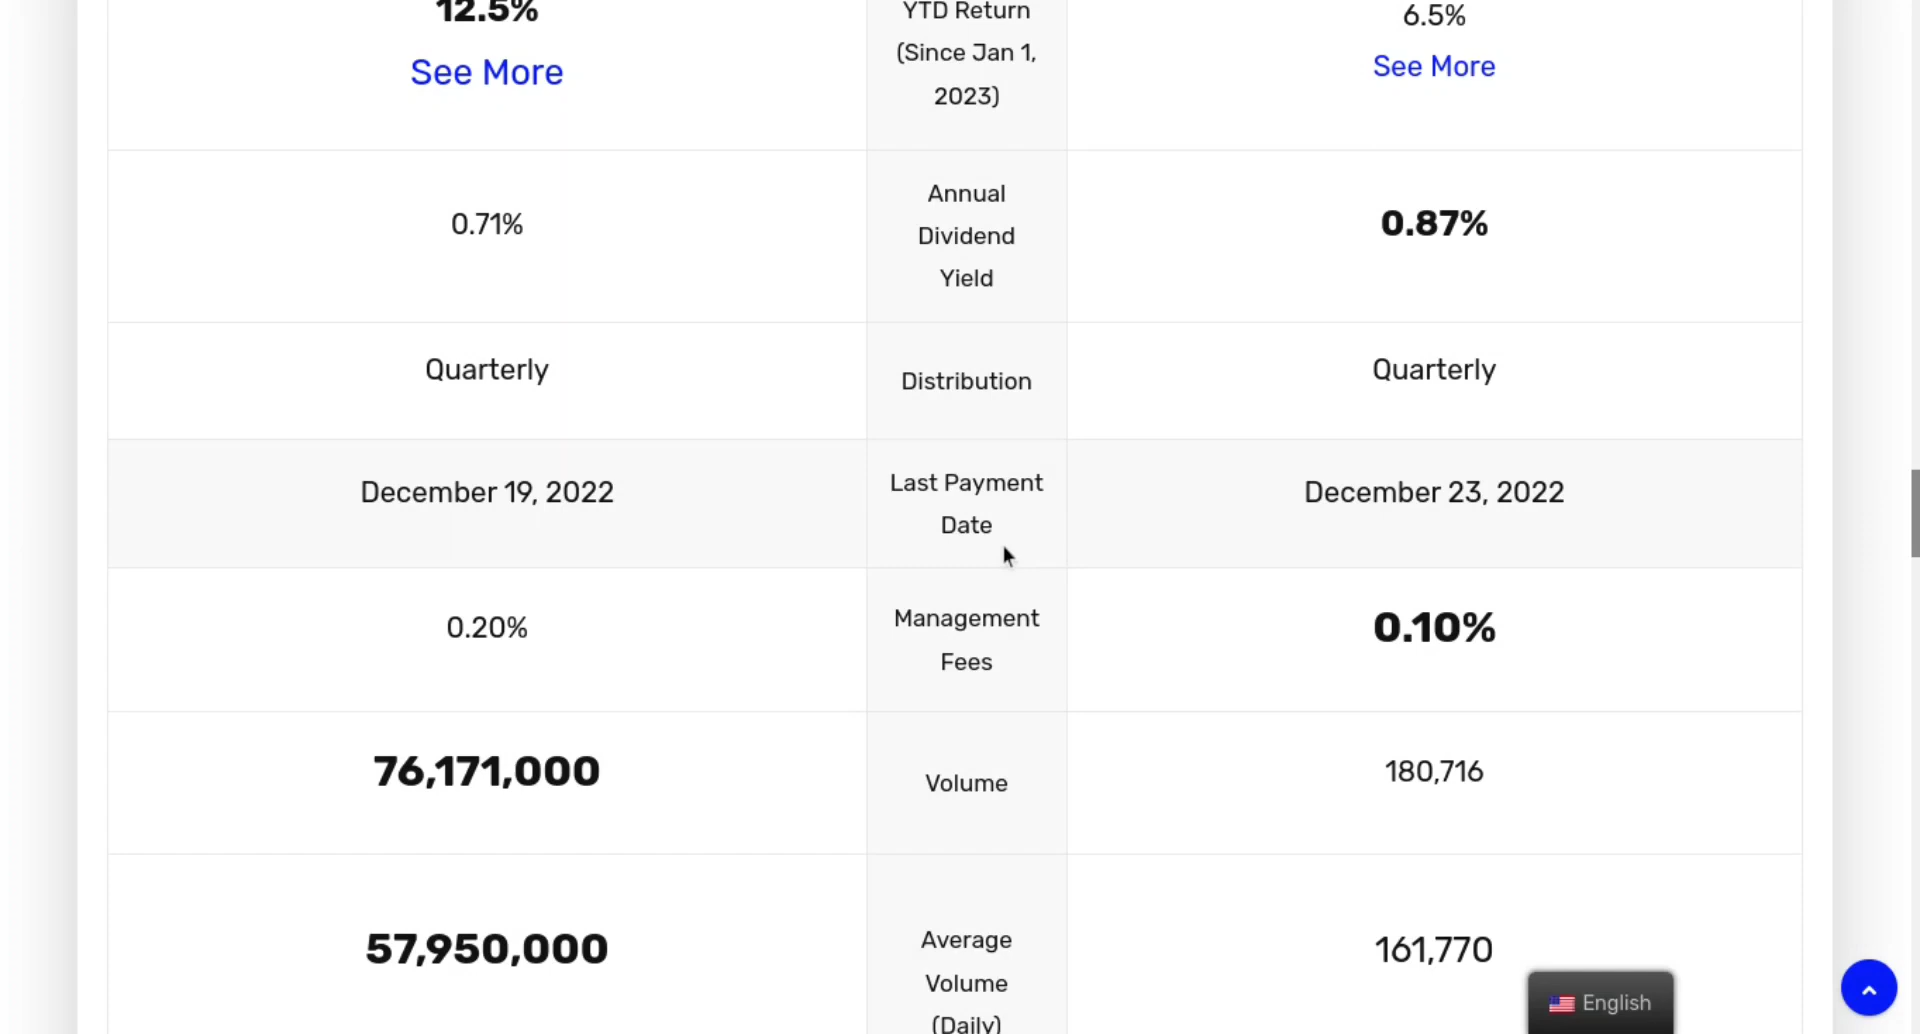 12.5%
See More
YTD Return
(Since Jan 1,
2023)
6.5%
See More
0.71%
Annual
Dividend
Yield
0.87%
Quarterly
Distribution
Quarterly
December 19, 2022
Last Payment
Date
December 23, 2022
0.20%
Management
Fees
0.10%
76,171,000
Volume
180,716
57,950,000
Average
Volume
(Daily)
161,770
English